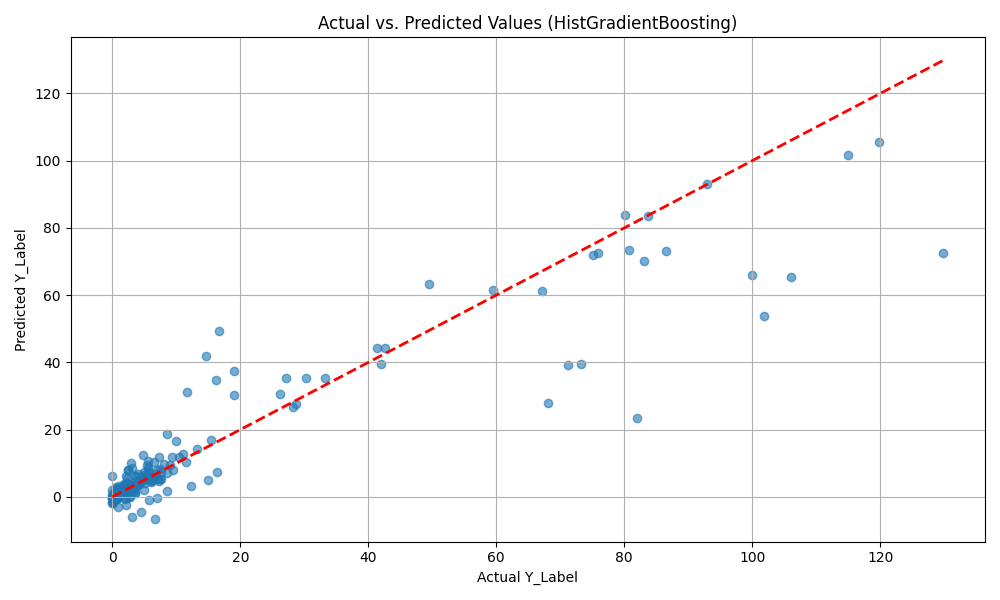 Actual vs. Predicted Values (HistGradientBoosting)
Predicted Y_Label
120
100
80
60
40
20
0
0 20 40 60 80 100 120
Actual Y_Label